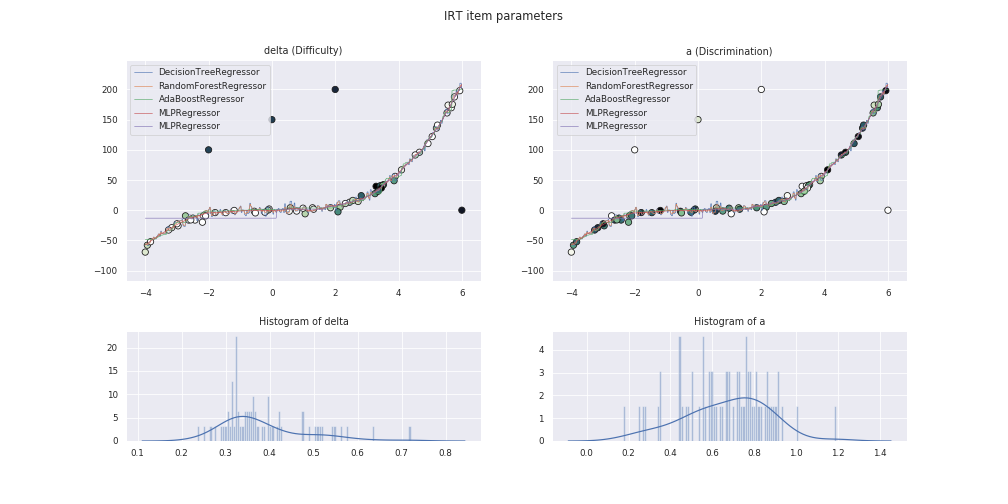 IRT item parameters
delta (Difficulty)
DecisionTreeRegressor
RandomForestRegressor
AdaBoostRegressor
MLPRegressor
MLPRegressor
200
150
100
50
0
−50
−100
−4 −2 0 2 4 6
a (Discrimination)
DecisionTreeRegressor
RandomForestRegressor
AdaBoostRegressor
MLPRegressor
MLPRegressor
200
150
100
50
0
−50
−100
−4 −2 0 2 4 6
Histogram of delta
20
15
10
5
0
0.1 0.2 0.3 0.4 0.5 0.6 0.7 0.8
Histogram of a
4
3
2
1
0
0.0 0.2 0.4 0.6 0.8 1.0 1.2 1.4